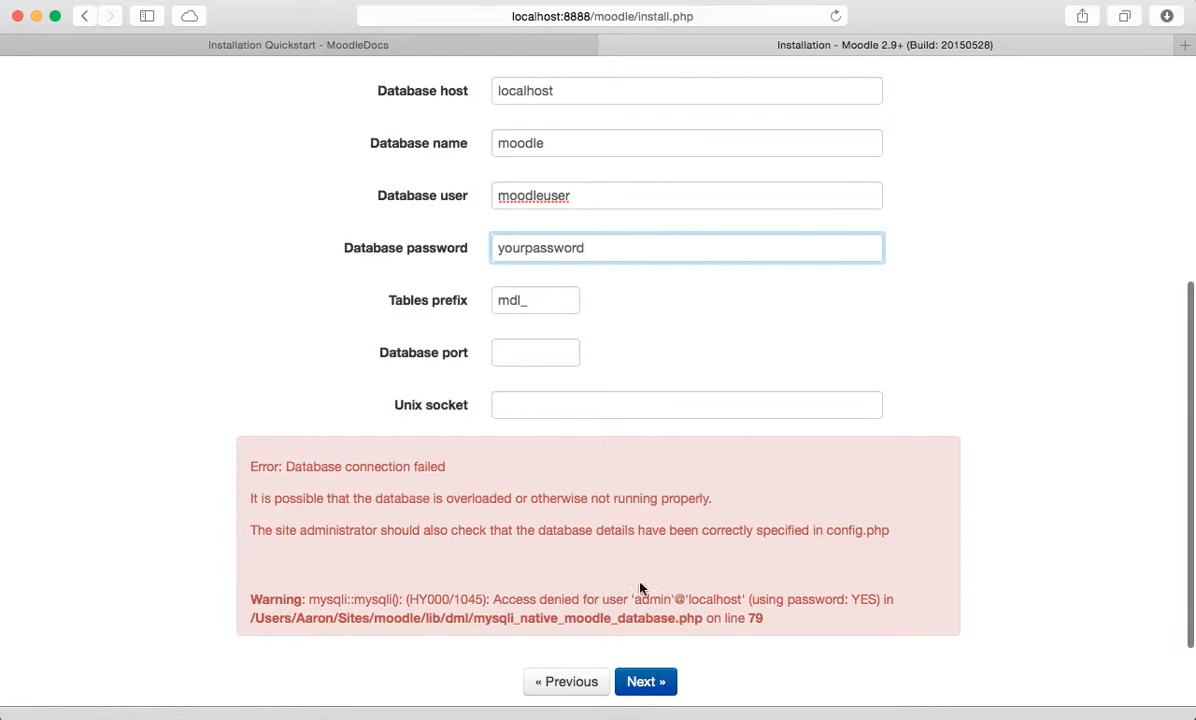 localhost:8888/moodle/install.php
Installation Quickstart - MoodleDocs
Installation - Moodle 2.9+ (Build: 20150528)
Database host localhost
Database name moodle
Database user moodleuser
Database password yourpassword
Tables prefix mdl_
Database port
Unix socket
Error: Database connection failed
It is possible that the database is overloaded or otherwise not running properly.
The site administrator should also check that the database details have been correctly specified in config.php
Warning: mysqli::mysqli(): (HY000/1045): Access denied for user 'admin'@'localhost' (using password: YES) in
/Users/Aaron/Sites/moodle/lib/dml/mysqli_native_moodle_database.php on line 79
« Previous Next »